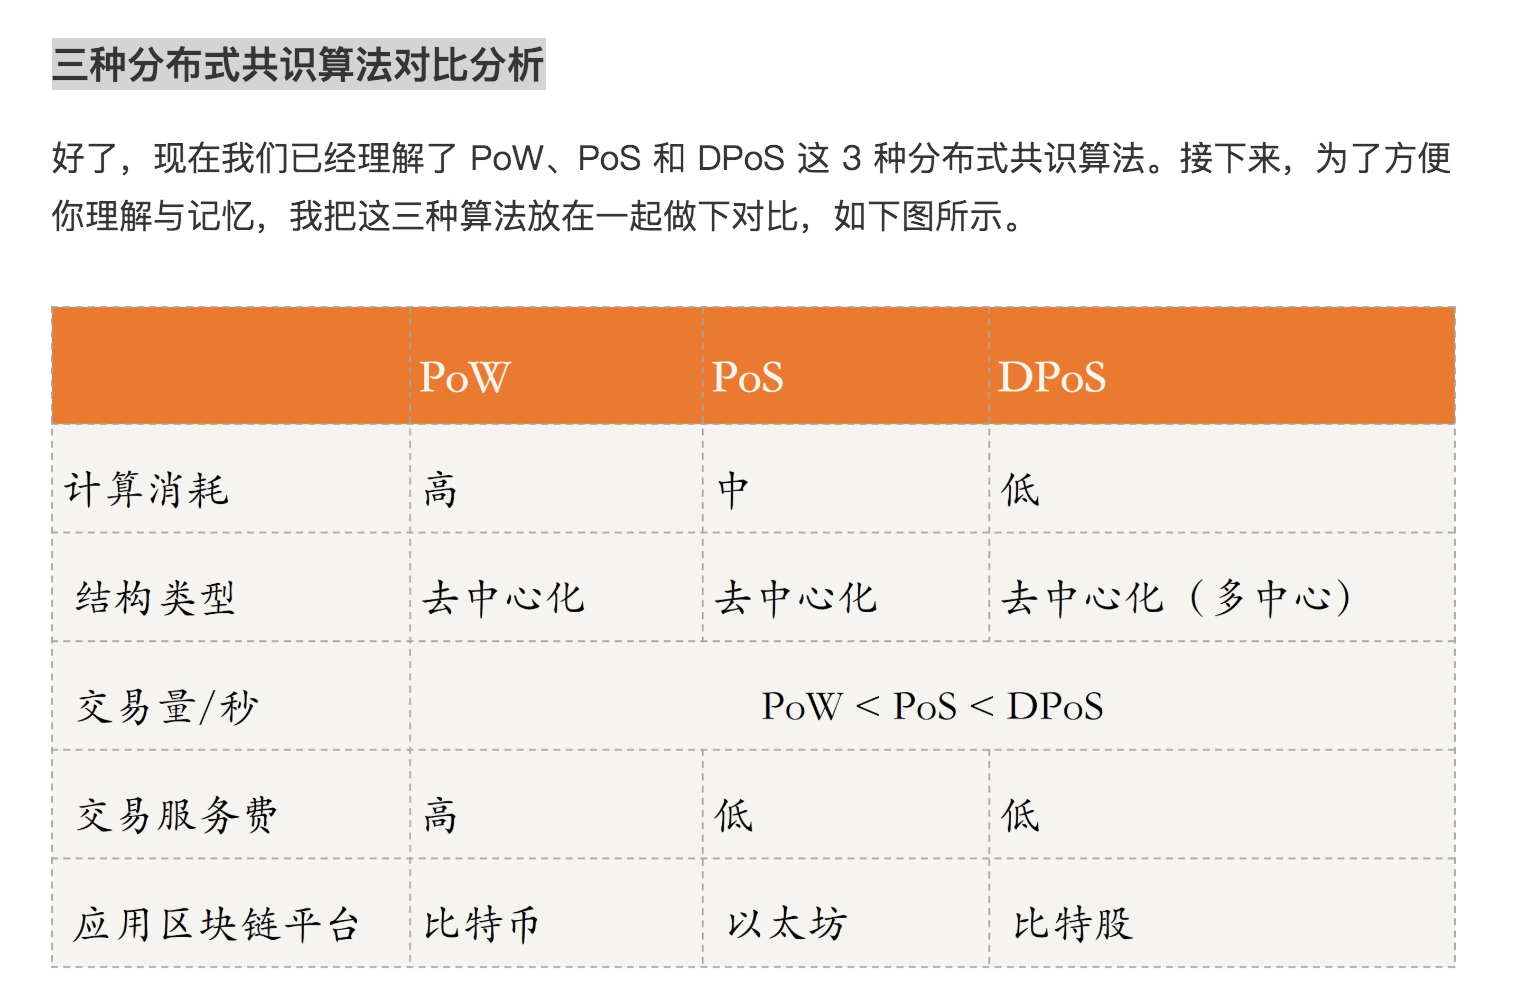 三种分布式共识算法对比分析
好了，现在我们已经理解了 PoW、PoS 和 DPoS 这 3 种分布式共识算法。接下来，为了方便
你理解与记忆，我把这三种算法放在一起做下对比，如下图所示。
PoW PoS DPoS
计算消耗 高 中 低
结构类型 去中心化 去中心化 去中心化（多中心）
交易量/秒 PoW < PoS < DPoS
交易服务费 高 低 低
应用区块链平台 比特币 以太坊 比特股